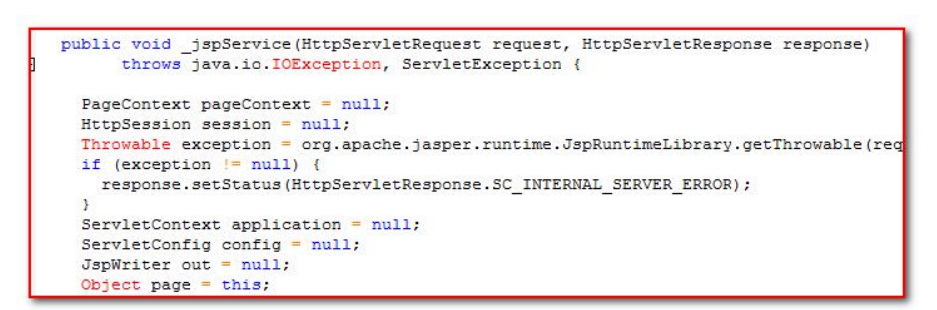 public void _jspService(HttpServletRequest request, HttpServletResponse response)
throws java.io.IOException, ServletException {
PageContext pageContext = null;
HttpSession session = null;
Throwable exception = org.apache.jasper.runtime.JspRuntimeLibrary.getThrowable(req
if (exception != null) {
response.setStatus(HttpServletResponse.SC_INTERNAL_SERVER_ERROR);
}
ServletContext application = null;
ServletConfig config = null;
JspWriter out = null;
Object page = this;